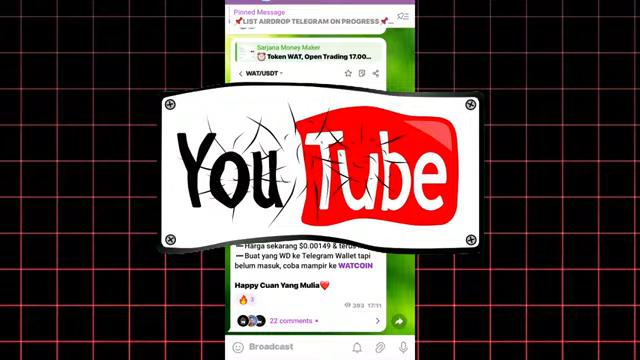 Pinned Message
📌LIST AIRDROP TELEGRAM ON PROGRESS📌...
Sarjana Money Maker
⏰ Token WAT, Open Trading 17.00...
WAT/USDT
YouTube
Harga sekarang $0.00149 & terus
Buat yang WD ke Telegram Wallet tapi
belum masuk, coba mampir ke WATCOIN
Happy Cuan Yang Mulia❤️
🔥 3
393 17/11
22 comments
Broadcast